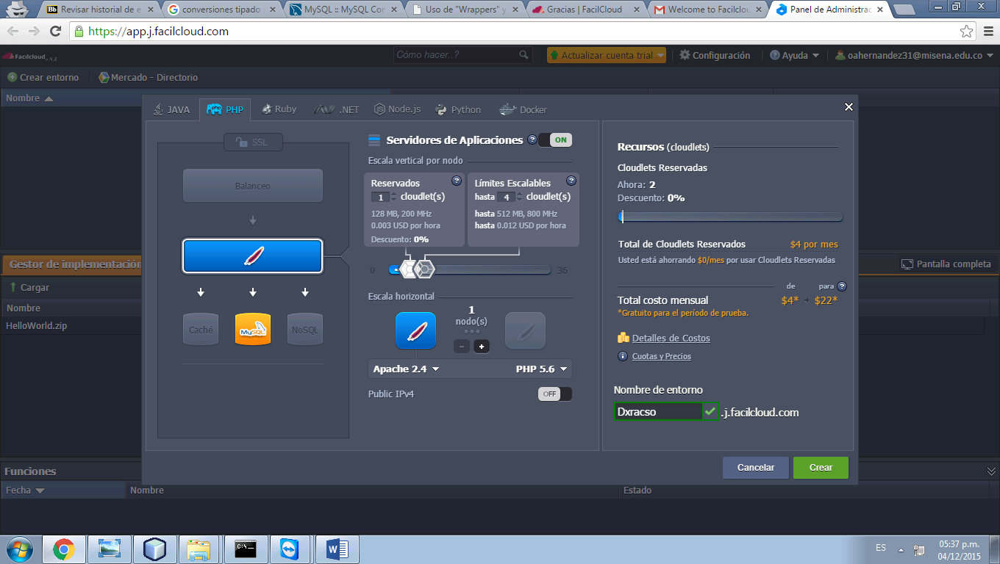 Revisar historial de e
conversiones tipado d
MySQL :: MySQL Con
Uso de "Wrappers" y
Gracias | FacilCloud
Welcome to Facilclou
Panel de Administrac
https://app.j.facilcloud.com
Facilcloud v. 4.2
Cómo hacer..?
Actualizar cuenta trial
Configuración
Ayuda
oahernandez31@misena.edu.co
Crear entorno
Mercado - Directorio
Nombre
JAVA
PHP
Ruby
.NET
Node.js
Python
Docker
SSL
Balanceo
Caché
MySQL
NoSQL
Servidores de Aplicaciones
ON
Escala vertical por nodo
Reservados
1 cloudlet(s)
128 MB, 200 MHz
0.003 USD por hora
Descuento: 0%
Límites Escalables
hasta 4 cloudlet(s)
hasta 512 MB, 800 MHz
hasta 0.012 USD por hora
0
36
Escala horizontal
1
nodo(s)
Apache 2.4
PHP 5.6
Public IPv4
OFF
Recursos (cloudlets)
Cloudlets Reservadas
Ahora: 2
Descuento: 0%
Total de Cloudlets Reservados
$4 por mes
Usted está ahorrando $0/mes por usar Cloudlets Reservadas
de
para
Total costo mensual
$4*
$22*
*Gratuito para el período de prueba.
Detalles de Costos
Cuotas y Precios
Nombre de entorno
Dxracso
.j.facilcloud.com
Cancelar
Crear
Gestor de implementación
Pantalla completa
Cargar
Nombre
HelloWorld.zip
Funciones
Fecha
Nombre
Estado
ES
05:37 p.m.
04/12/2015